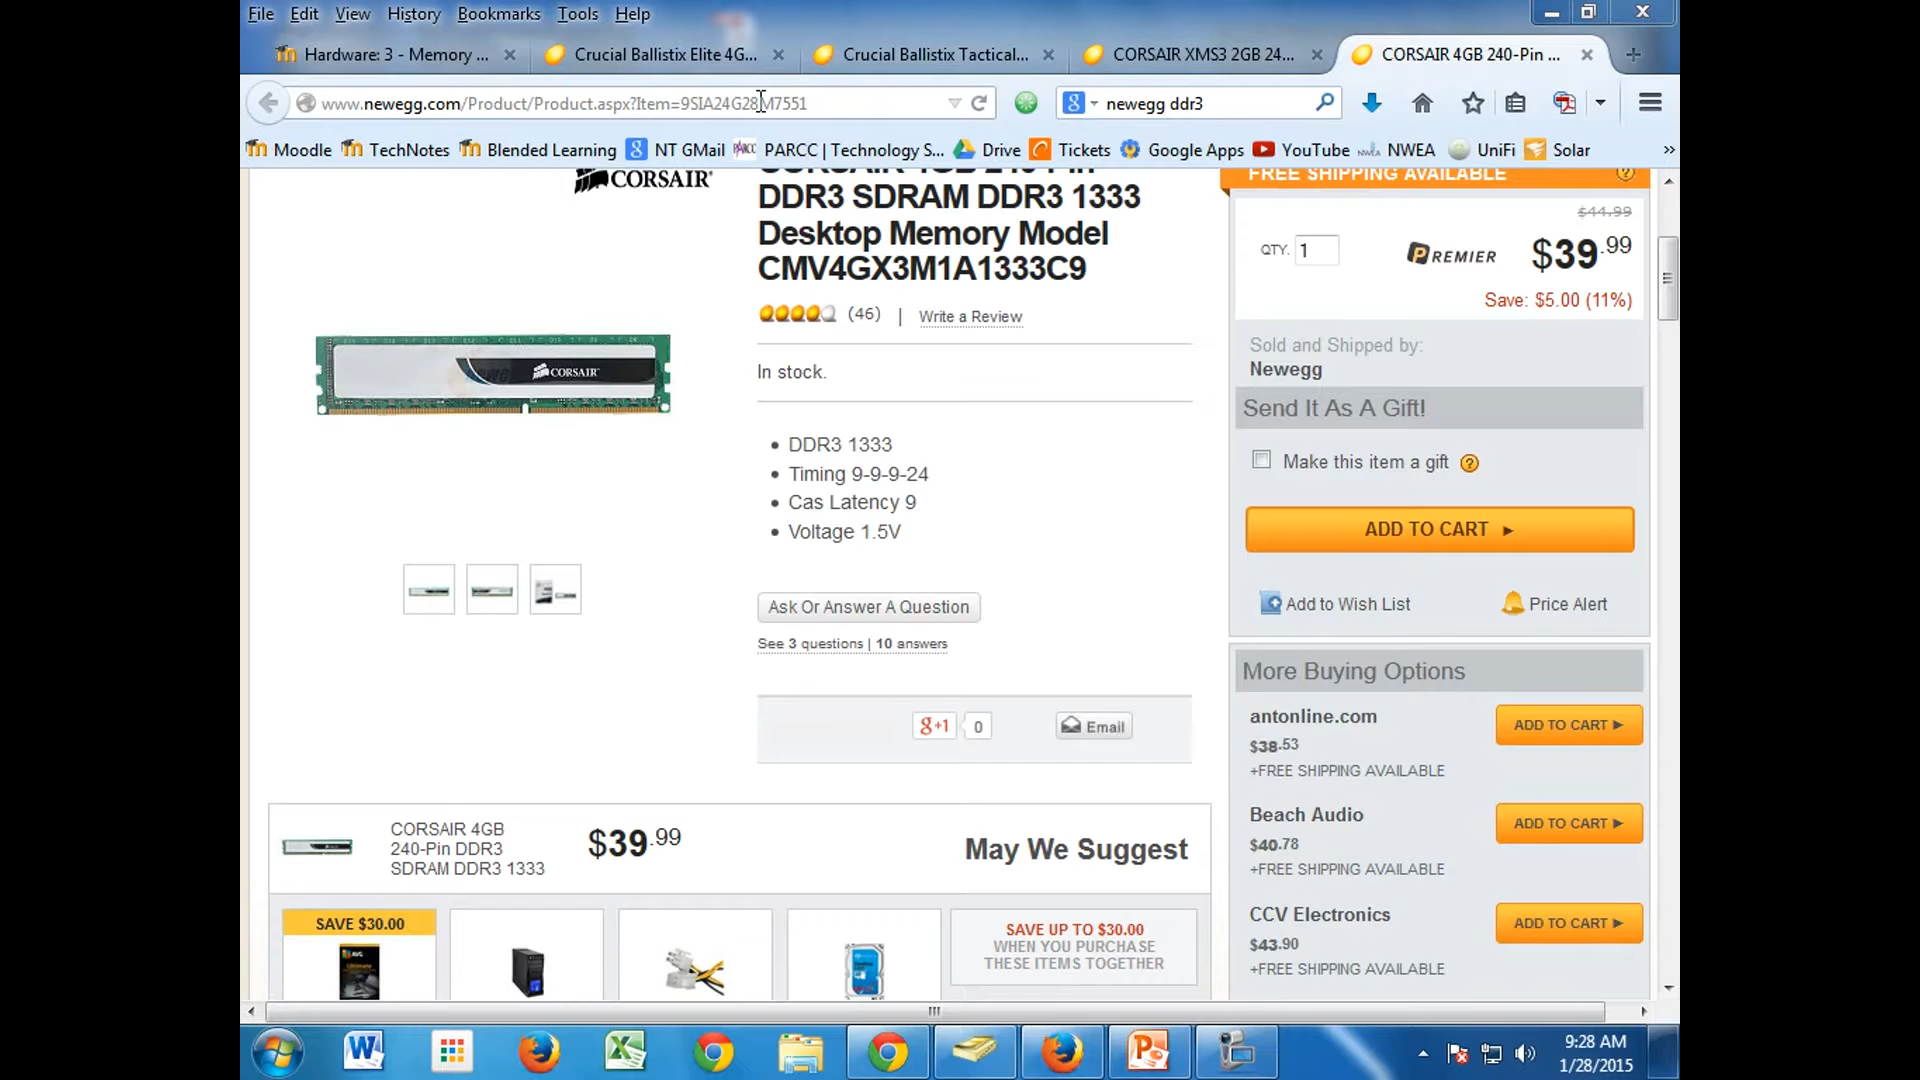 File Edit View History Bookmarks Tools Help
Hardware: 3 - Memory ... Crucial Ballistix Elite 4G... Crucial Ballistix Tactical... CORSAIR XMS3 2GB 24... CORSAIR 4GB 240-Pin ...
www.newegg.com/Product/Product.aspx?Item=9SIA24G28M7551 newegg ddr3
Moodle TechNotes Blended Learning NT GMail PARCC | Technology S... Drive Tickets Google Apps YouTube NWEA UniFi Solar »
CORSAIR
CORSAIR 4GB 240-Pin
DDR3 SDRAM DDR3 1333
Desktop Memory Model
CMV4GX3M1A1333C9
(46) | Write a Review
In stock.
CORSAIR
• DDR3 1333
• Timing 9-9-9-24
• Cas Latency 9
• Voltage 1.5V
Ask Or Answer A Question
See 3 questions | 10 answers
g+1 0 Email
FREE SHIPPING AVAILABLE
$44.99
QTY. 1 PREMIER $39.99
Save: $5.00 (11%)
Sold and Shipped by:
Newegg
Send It As A Gift!
Make this item a gift
ADD TO CART ►
Add to Wish List Price Alert
More Buying Options
antonline.com
$38.53
+FREE SHIPPING AVAILABLE
ADD TO CART ►
Beach Audio
$40.78
+FREE SHIPPING AVAILABLE
ADD TO CART ►
CCV Electronics
$43.90
+FREE SHIPPING AVAILABLE
ADD TO CART ►
CORSAIR 4GB
240-Pin DDR3
SDRAM DDR3 1333
$39.99
May We Suggest
SAVE $30.00
SAVE UP TO $30.00
WHEN YOU PURCHASE
THESE ITEMS TOGETHER
9:28 AM
1/28/2015